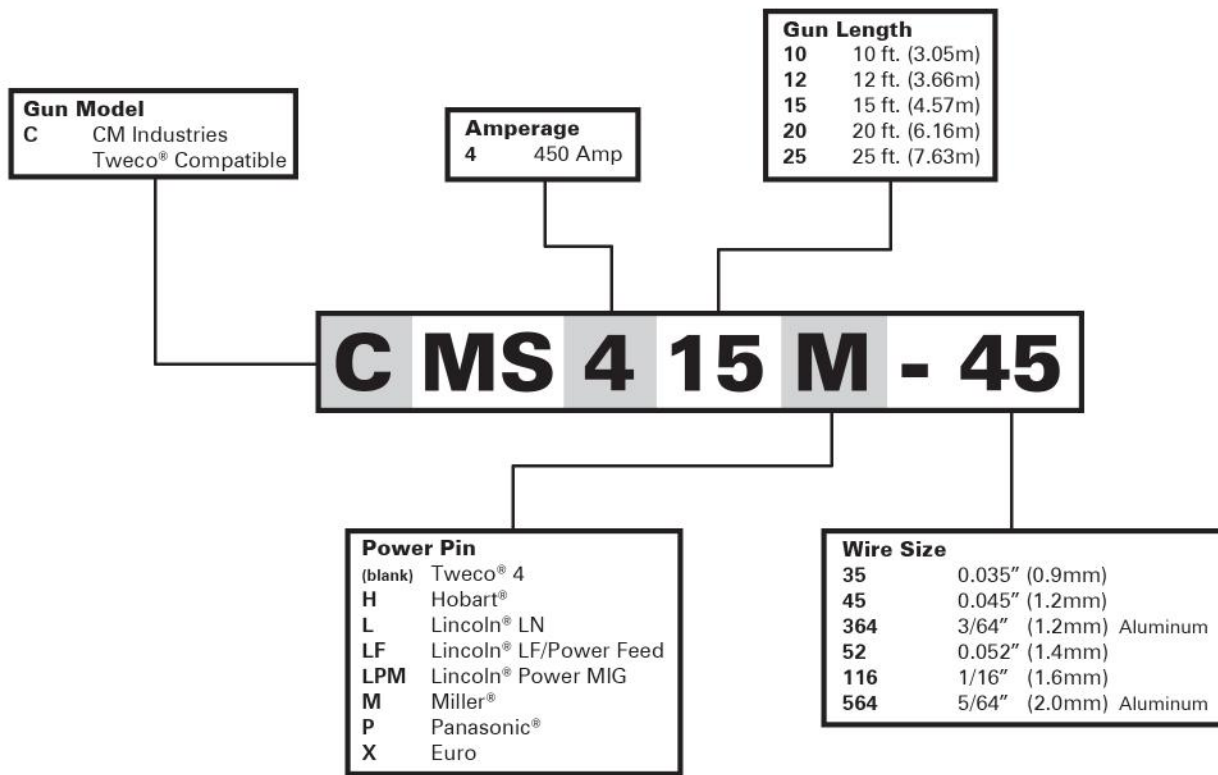 Gun Model
C CM Industries
Tweco® Compatible
Amperage
4 450 Amp
Gun Length
10 10 ft. (3.05m)
12 12 ft. (3.66m)
15 15 ft. (4.57m)
20 20 ft. (6.16m)
25 25 ft. (7.63m)
C MS 4 15 M - 45
Power Pin
(blank) Tweco® 4
H Hobart®
L Lincoln® LN
LF Lincoln® LF/Power Feed
LPM Lincoln® Power MIG
M Miller®
P Panasonic®
X Euro
Wire Size
35 0.035″ (0.9mm)
45 0.045″ (1.2mm)
364 3/64″ (1.2mm) Aluminum
52 0.052″ (1.4mm)
116 1/16″ (1.6mm)
564 5/64″ (2.0mm) Aluminum